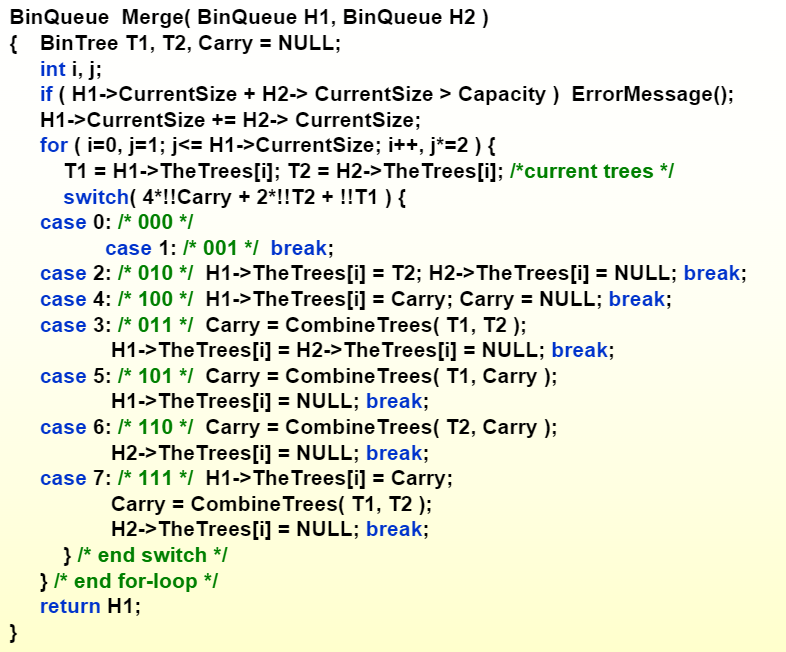 BinQueue Merge( BinQueue H1, BinQueue H2 )
{ BinTree T1, T2, Carry = NULL;
int i, j;
if ( H1->CurrentSize + H2-> CurrentSize > Capacity ) ErrorMessage();
H1->CurrentSize += H2-> CurrentSize;
for ( i=0, j=1; j<= H1->CurrentSize; i++, j*=2 ) {
T1 = H1->TheTrees[i]; T2 = H2->TheTrees[i]; /*current trees */
switch( 4*!!Carry + 2*!!T2 + !!T1 ) {
case 0: /* 000 */
case 1: /* 001 */ break;
case 2: /* 010 */ H1->TheTrees[i] = T2; H2->TheTrees[i] = NULL; break;
case 4: /* 100 */ H1->TheTrees[i] = Carry; Carry = NULL; break;
case 3: /* 011 */ Carry = CombineTrees( T1, T2 );
H1->TheTrees[i] = H2->TheTrees[i] = NULL; break;
case 5: /* 101 */ Carry = CombineTrees( T1, Carry );
H1->TheTrees[i] = NULL; break;
case 6: /* 110 */ Carry = CombineTrees( T2, Carry );
H2->TheTrees[i] = NULL; break;
case 7: /* 111 */ H1->TheTrees[i] = Carry;
Carry = CombineTrees( T1, T2 );
H2->TheTrees[i] = NULL; break;
} /* end switch */
} /* end for-loop */
return H1;
}